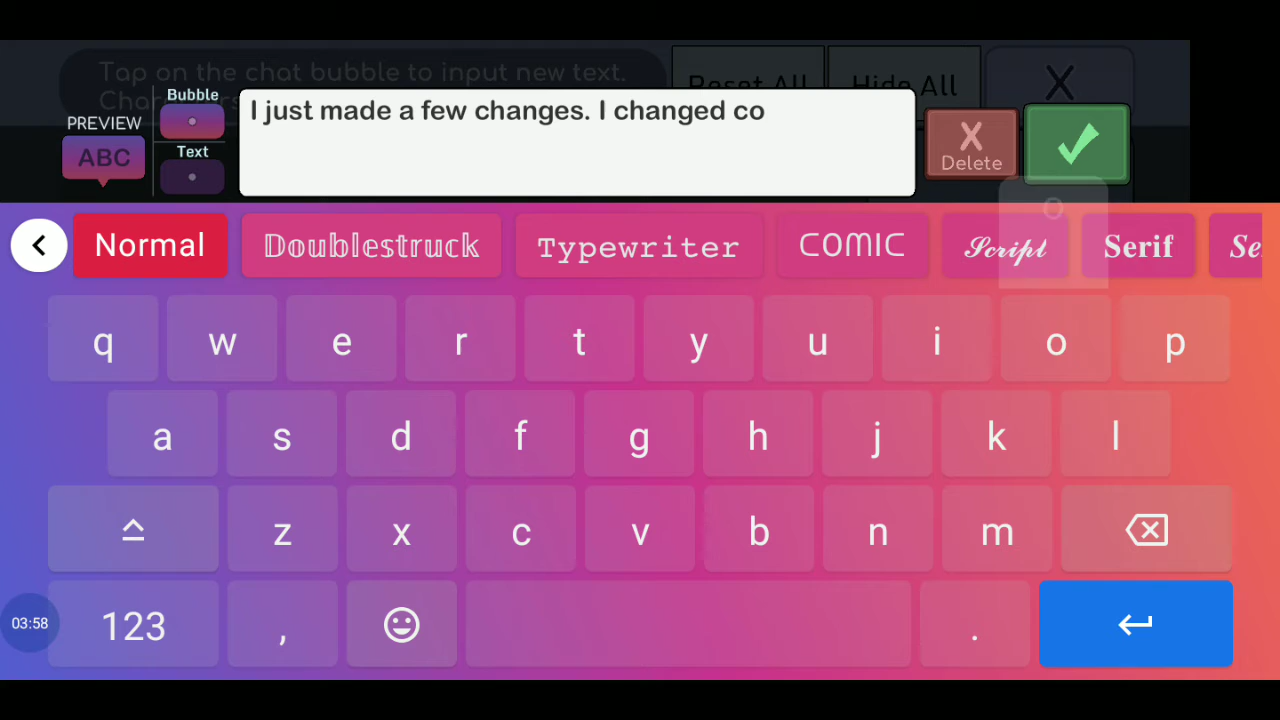 Tap on the chat bubble to input new text.
Reset All
Hide All
X
Bubble
PREVIEW
ABC
Text
I just made a few changes. I changed co
X
Delete
o
Normal
𝔻𝕠𝕦𝕓𝕝𝕖𝕤𝕥𝕣𝕦𝕔𝕜
Typewriter
COMIC
𝒮𝒸𝓇𝒾𝓅𝓉
Serif
Se
q w e r t y u i o p
a s d f g h j k l
z x c v b n m
123 , .
03:58